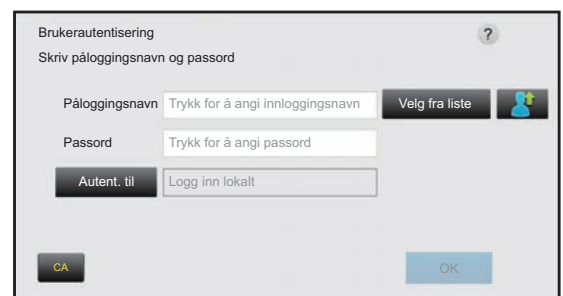 Brukerautentisering ?
Skriv påloggingsnavn og passord
Påloggingsnavn Trykk for å angi innloggingsnavn Velg fra liste
Passord Trykk for å angi passord
Autent. til Logg inn lokalt
CA OK